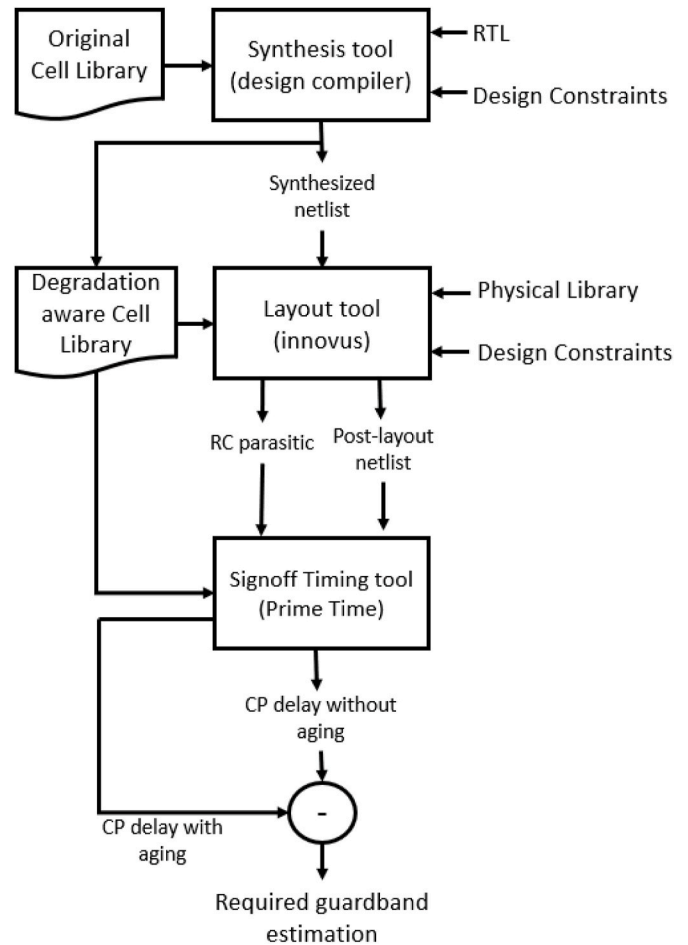 Original
Cell Library
Synthesis tool
(design compiler)
RTL
Design Constraints
Synthesized
netlist
Degradation
aware Cell
Library
Layout tool
(innovus)
Physical Library
Design Constraints
RC parasitic
Post-layout
netlist
Signoff Timing tool
(Prime Time)
CP delay without
aging
-
CP delay with
aging
Required guardband
estimation